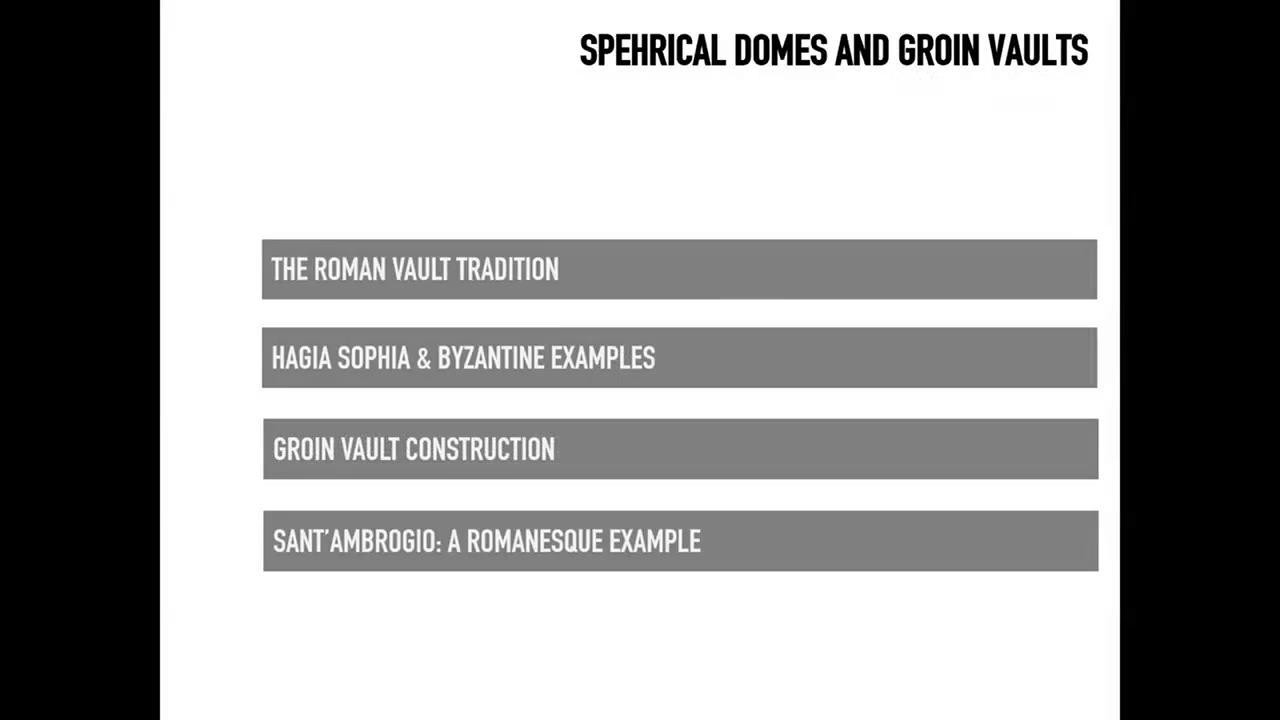 SPEHRICAL DOMES AND GROIN VAULTS
THE ROMAN VAULT TRADITION
HAGIA SOPHIA & BYZANTINE EXAMPLES
GROIN VAULT CONSTRUCTION
SANT'AMBROGIO: A ROMANESQUE EXAMPLE